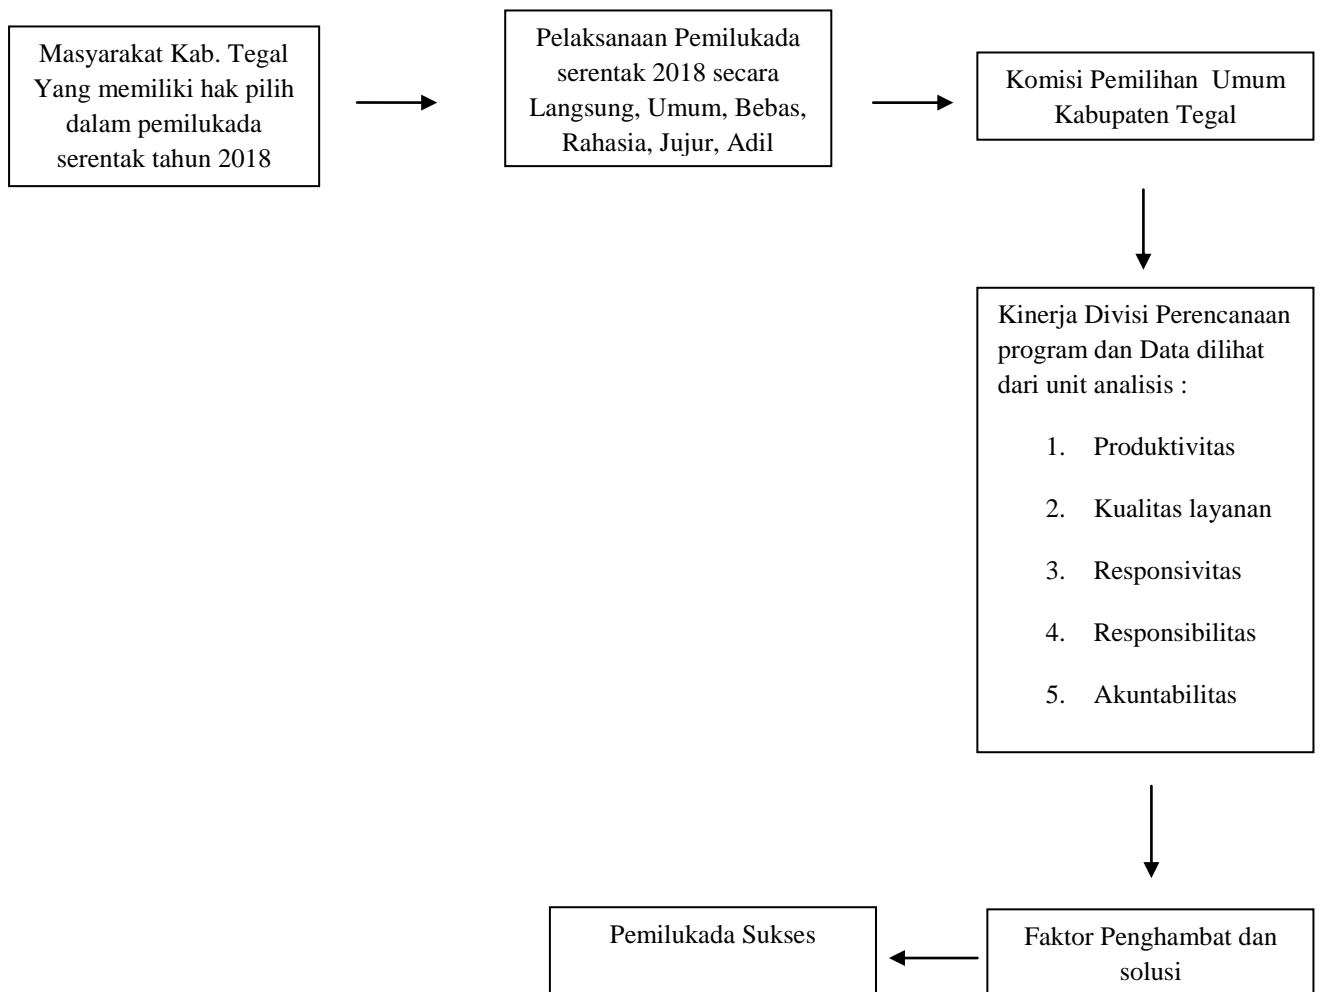 Masyarakat Kab. Tegal
Yang memiliki hak pilih
dalam pemilukada
serentak tahun 2018
Pelaksanaan Pemilukada
serentak 2018 secara
Langsung, Umum, Bebas,
Rahasia, Jujur, Adil
Komisi Pemilihan Umum
Kabupaten Tegal
Kinerja Divisi Perencanaan
program dan Data dilihat
dari unit analisis :
1. Produktivitas
2. Kualitas layanan
3. Responsivitas
4. Responsibilitas
5. Akuntabilitas
Faktor Penghambat dan
solusi
Pemilukada Sukses